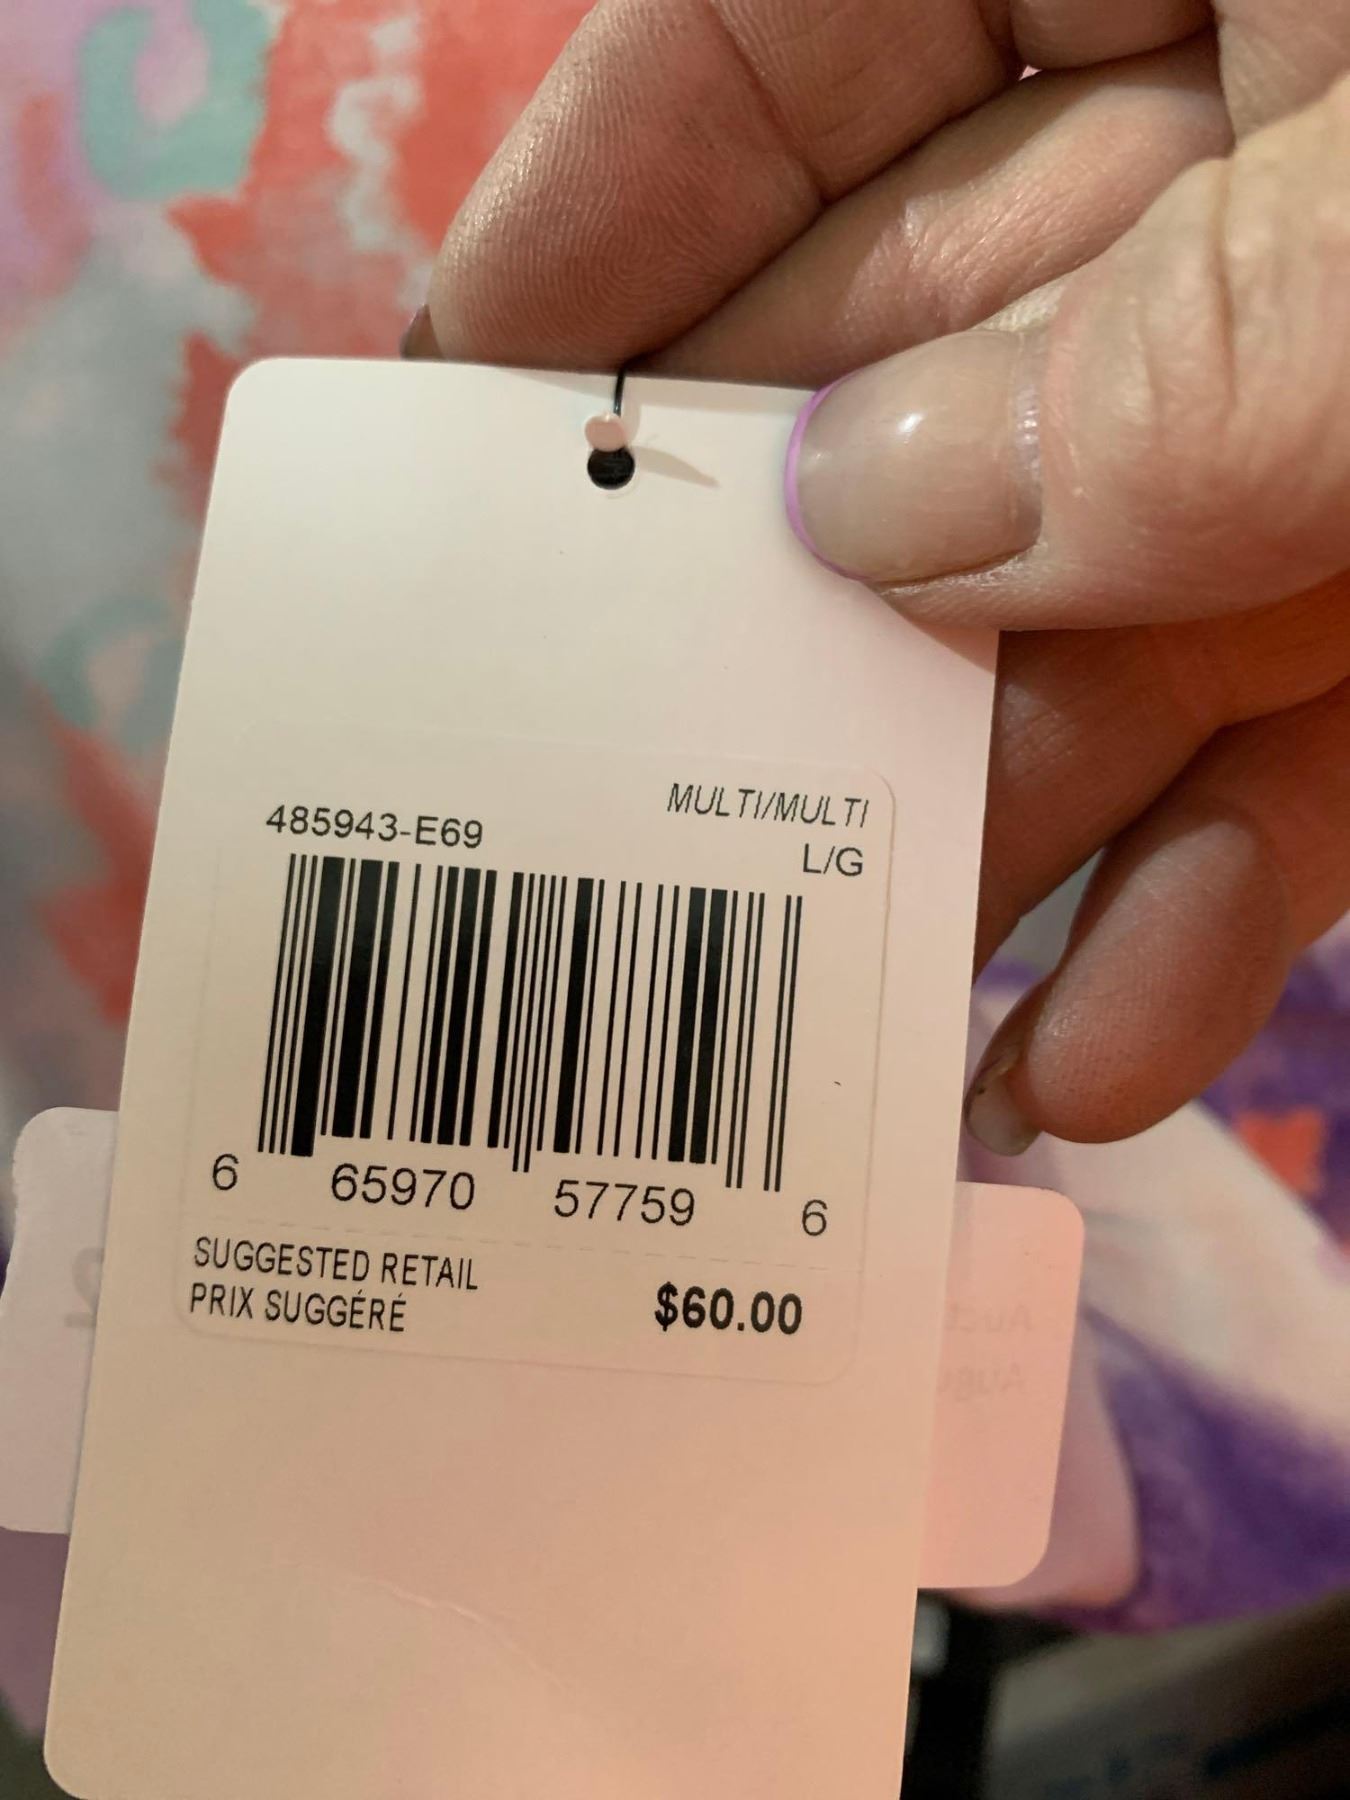 MULTI/MULTI
485943-E69
L/G
6 65970 57759 6
SUGGESTED RETAIL
PRIX SUGGÉRÉ
$60.00